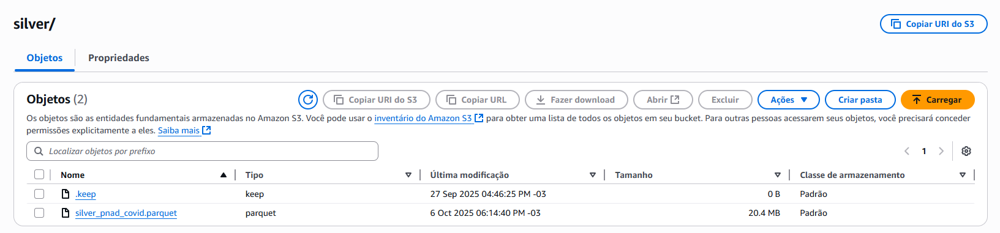 silver/
Copiar URI do S3
Objetos
Propriedades
Objetos (2)
Copiar URI do S3
Copiar URL
Fazer download
Abrir
Excluir
Ações
Criar pasta
Carregar
Os objetos são as entidades fundamentais armazenadas no Amazon S3. Você pode usar o inventário do Amazon S3 para obter uma lista de todos os objetos em seu bucket. Para outras pessoas acessarem seus objetos, você precisará conceder
permissões explicitamente a eles. Saiba mais
Localizar objetos por prefixo
1
Nome Tipo Última modificação Tamanho Classe de armazenamento
.keep keep 27 Sep 2025 04:46:25 PM -03 0 B Padrão
silver_pnad_covid.parquet parquet 6 Oct 2025 06:14:40 PM -03 20.4 MB Padrão